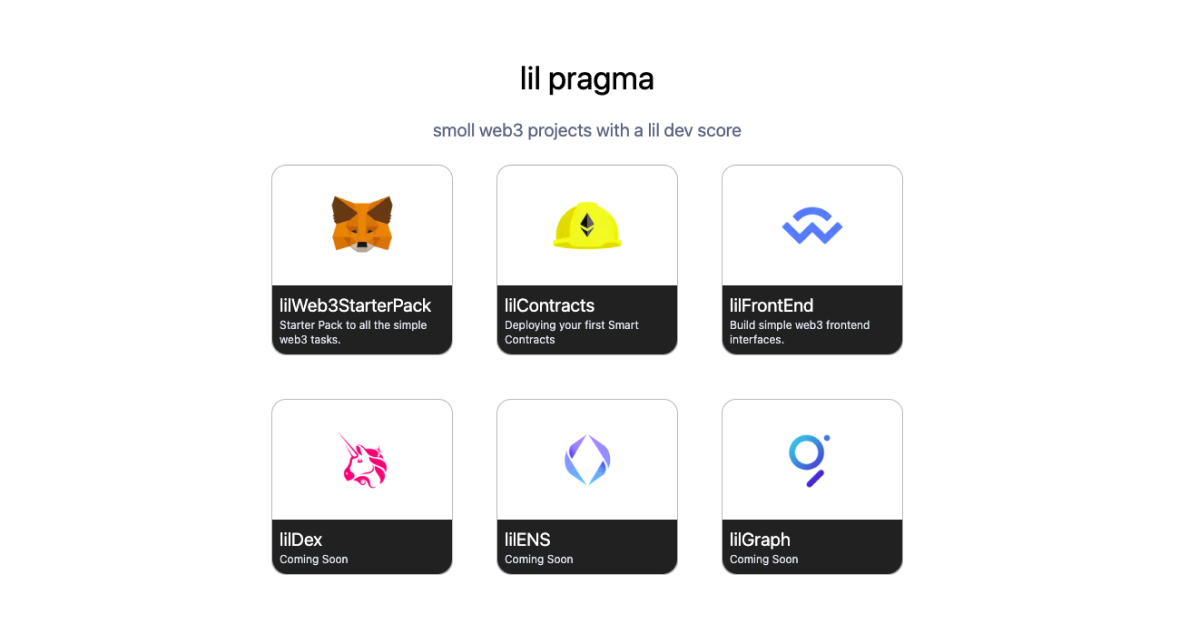 lil pragma
smoll web3 projects with a lil dev score
lilWeb3StarterPack
Starter Pack to all the simple
web3 tasks.
lilContracts
Deploying your first Smart
Contracts
lilFrontEnd
Build simple web3 frontend
interfaces.
lilDex
Coming Soon
lilENS
Coming Soon
lilGraph
Coming Soon